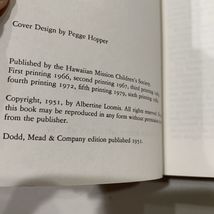 Cover Design by Pegge Hopper
Published by the Hawaiian Mission Children's Society
First printing 1966, second printing 1967, third printing
fourth printing 1972, fifth printing 1979, sixth printing
Copyright, 1951, by Albertine Loomis. All rights reserved.
this book may be reproduced in any form without permission
from the publisher.
Dodd, Mead & Company edition published 1951.